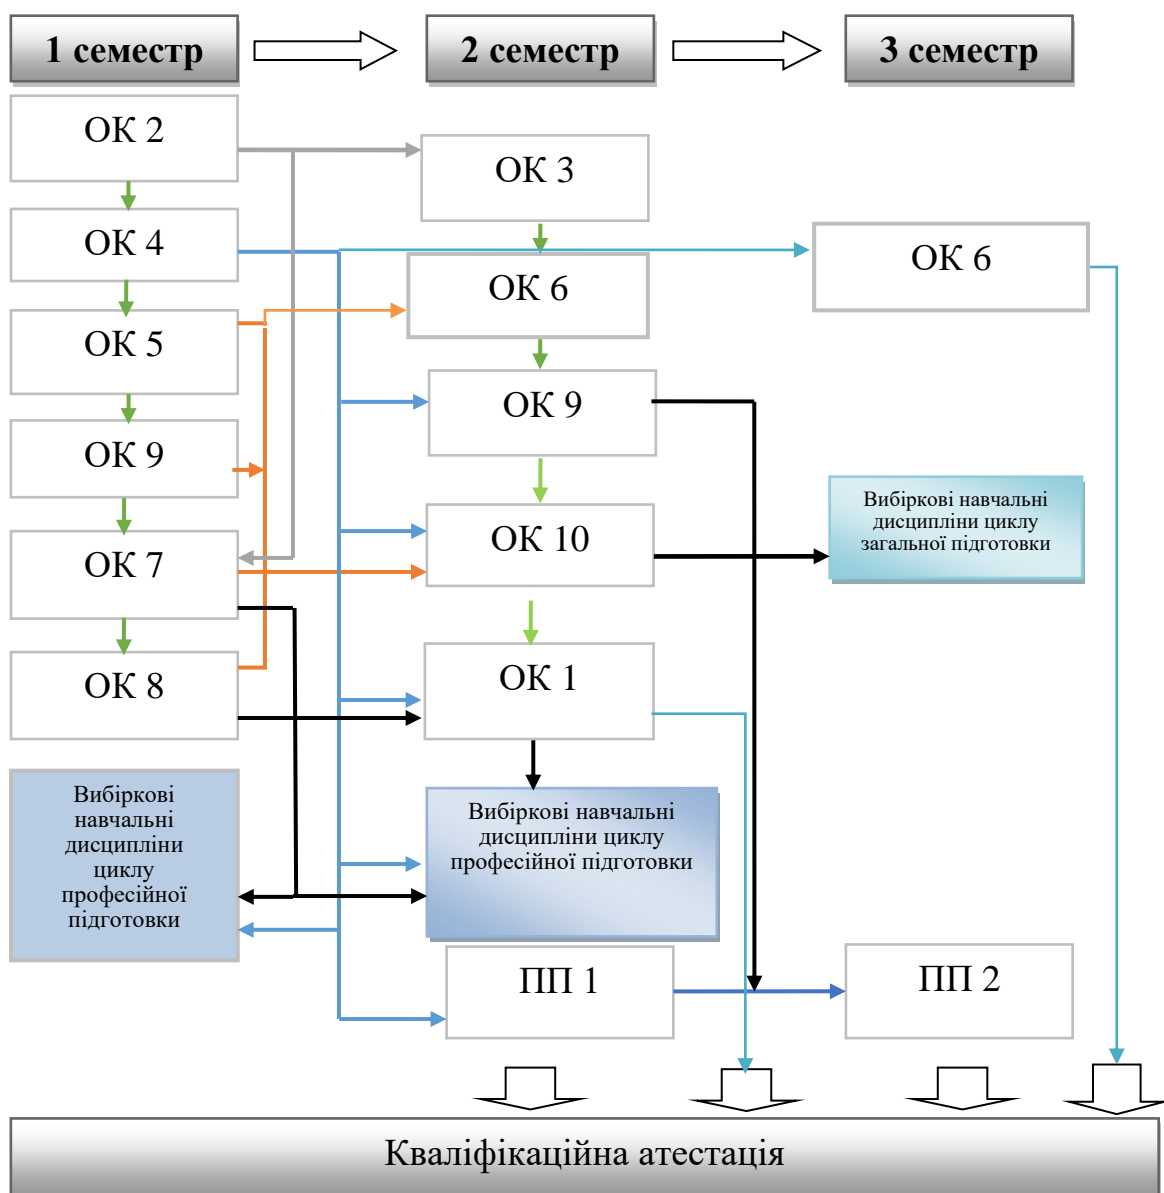 1 семестр
2 семестр
3 семестр
ОК 2
ОК 4
ОК 5
ОК 9
ОК 7
ОК 8
Вибіркові
навчальні
дисципліни
циклу
професійної
підготовки
ОК 3
ОК 6
ОК 9
ОК 10
ОК 1
Вибіркові навчальні
дисципліни циклу
професійної підготовки
ПП 1
ОК 6
Вибіркові навчальні
дисципліни циклу
загальної підготовки
ПП 2
Кваліфікаційна атестація